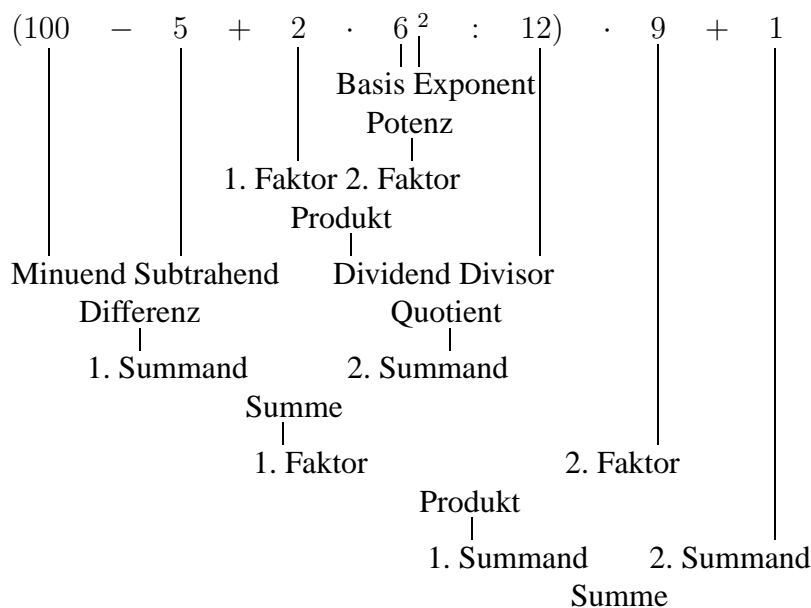 (100 − 5 + 2 · 6² : 12) · 9 + 1
Basis Exponent
Potenz
1. Faktor 2. Faktor
Produkt
Minuend Subtrahend Dividend Divisor
Differenz Quotient
1. Summand 2. Summand
Summe
1. Faktor 2. Faktor
Produkt
1. Summand 2. Summand
Summe